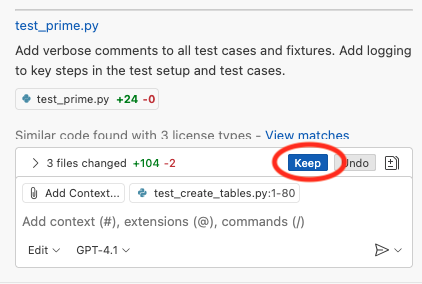 test_prime.py
Add verbose comments to all test cases and fixtures. Add logging
to key steps in the test setup and test cases.
test_prime.py +24 -0
Similar code found with 3 license types - View matches
3 files changed +104 -2 Keep Undo
Add Context... test_create_tables.py:1-80
Add context (#), extensions (@), commands (/)
Edit GPT-4.1